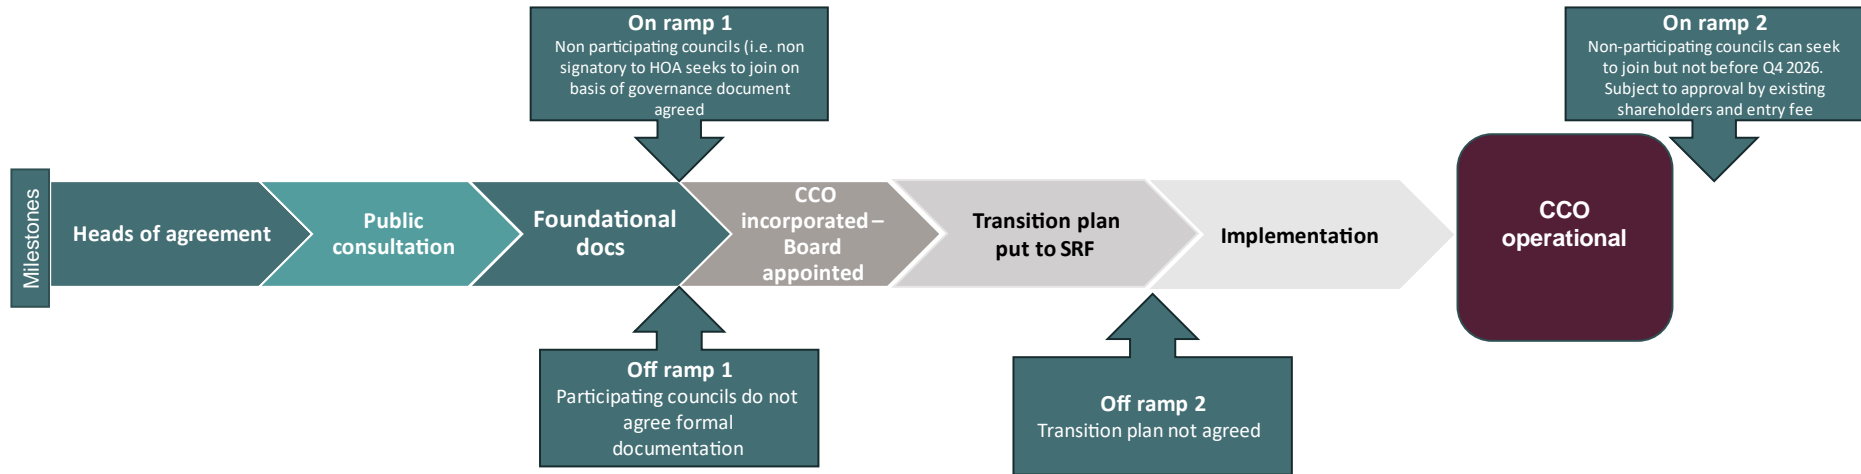 On ramp 1
Non participating councils (i.e. non
signatory to HOA seeks to join on
basis of governance document
agreed
On ramp 2
Non-participating councils can seek
to join but not before Q4 2026.
Subject to approval by existing
shareholders and entry fee
Milestones
Heads of agreement
Public
consultation
Foundational
docs
CCO
incorporated –
Board
appointed
Transition plan
put to SRF
Implementation
CCO
operational
Off ramp 1
Participating councils do not
agree formal
documentation
Off ramp 2
Transition plan not agreed